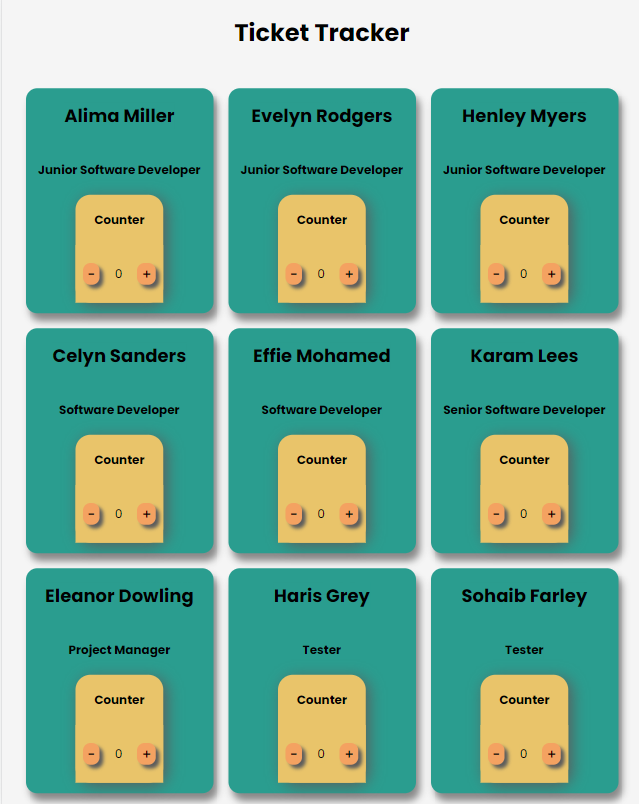 Ticket Tracker
Alima Miller
Junior Software Developer
Counter
- 0 +
Evelyn Rodgers
Junior Software Developer
Counter
- 0 +
Henley Myers
Junior Software Developer
Counter
- 0 +
Celyn Sanders
Software Developer
Counter
- 0 +
Effie Mohamed
Software Developer
Counter
- 0 +
Karam Lees
Senior Software Developer
Counter
- 0 +
Eleanor Dowling
Project Manager
Counter
- 0 +
Haris Grey
Tester
Counter
- 0 +
Sohaib Farley
Tester
Counter
- 0 +